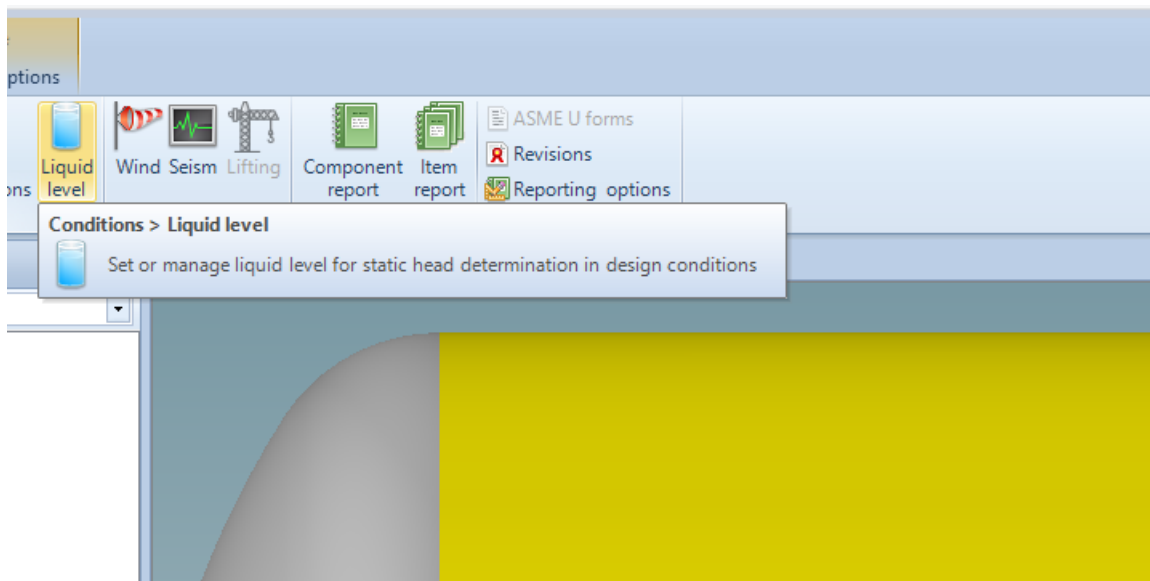 ptions
Liquid
level
ons
Wind Seism Lifting
Component
report
Item
report
ASME U forms
Revisions
Reporting options
Conditions > Liquid level
Set or manage liquid level for static head determination in design conditions